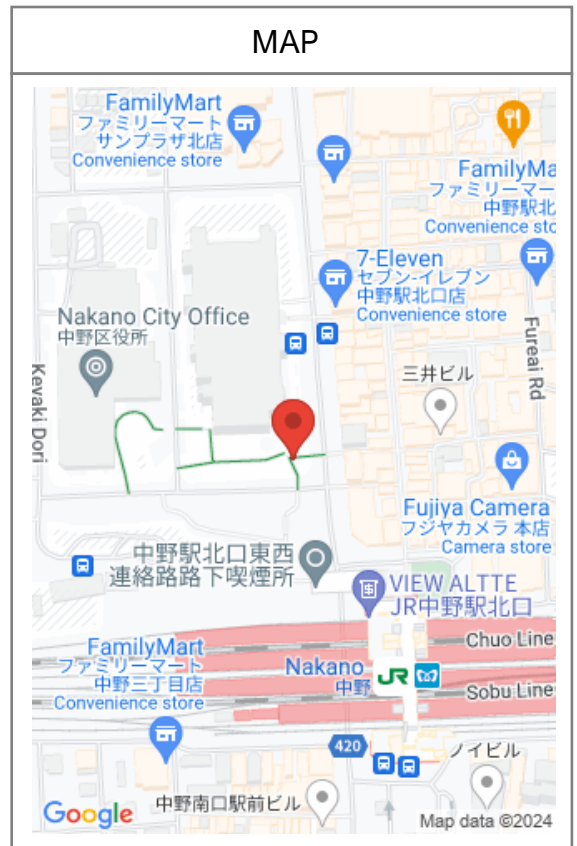 MAP
FamilyMart
ファミリーマート
サンプラザ北店
Convenience store
FamilyMa
ファミリーマー
中野駅北
Convenience sto
7-Eleven
セブン-イレブン
中野駅北口店
Convenience store
Nakano City Office
中野区役所
Kevaki Dori
Fureai Rd
三井ビル
Fujiya Camera
フジヤカメラ 本店
Camera store
中野駅北口東西
連絡路路下喫煙所
VIEW ALTTE
JR中野駅北口
Chuo Line
FamilyMart
ファミリーマート
中野三丁目店
Convenience store
Nakano
中野
JR
Sobu Line
420
ノイビル
中野南口駅前ビル
Google
Map data ©2024